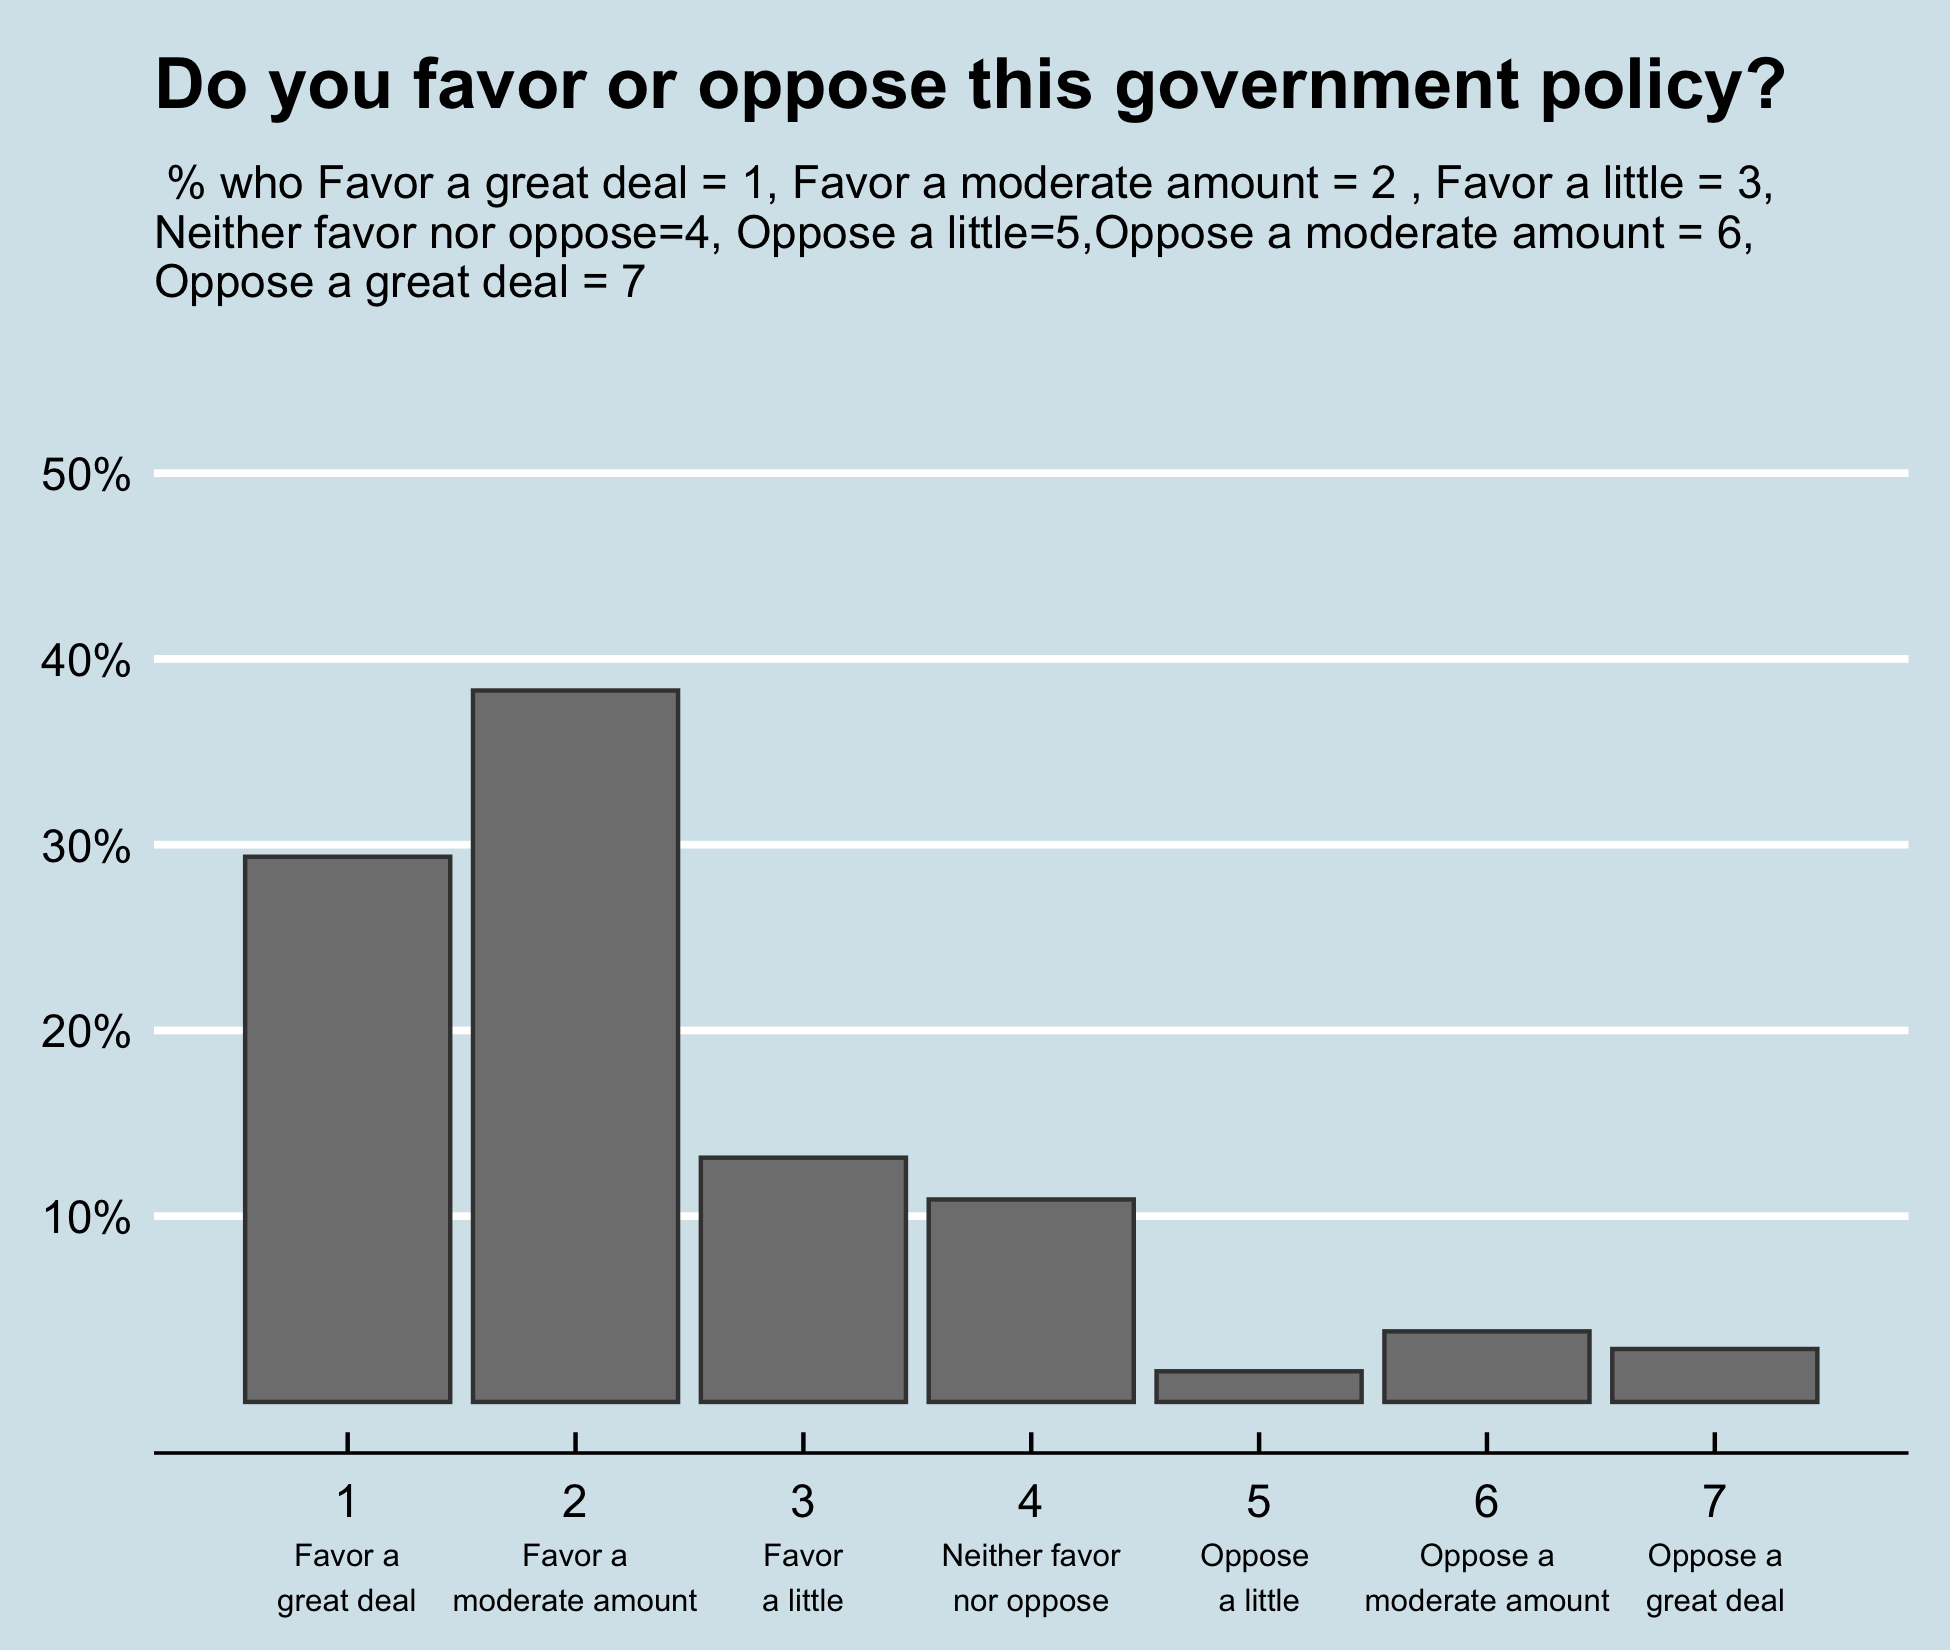 Do you favor or oppose this government policy?
% who Favor a great deal = 1, Favor a moderate amount = 2 , Favor a little = 3,
Neither favor nor oppose=4, Oppose a little=5,Oppose a moderate amount = 6,
Oppose a great deal = 7
50%
40%
30%
20%
10%
1 2 3 4 5 6 7
Favor a Favor a Favor Neither favor Oppose Oppose a Oppose a
great deal moderate amount a little nor oppose a little moderate amount great deal